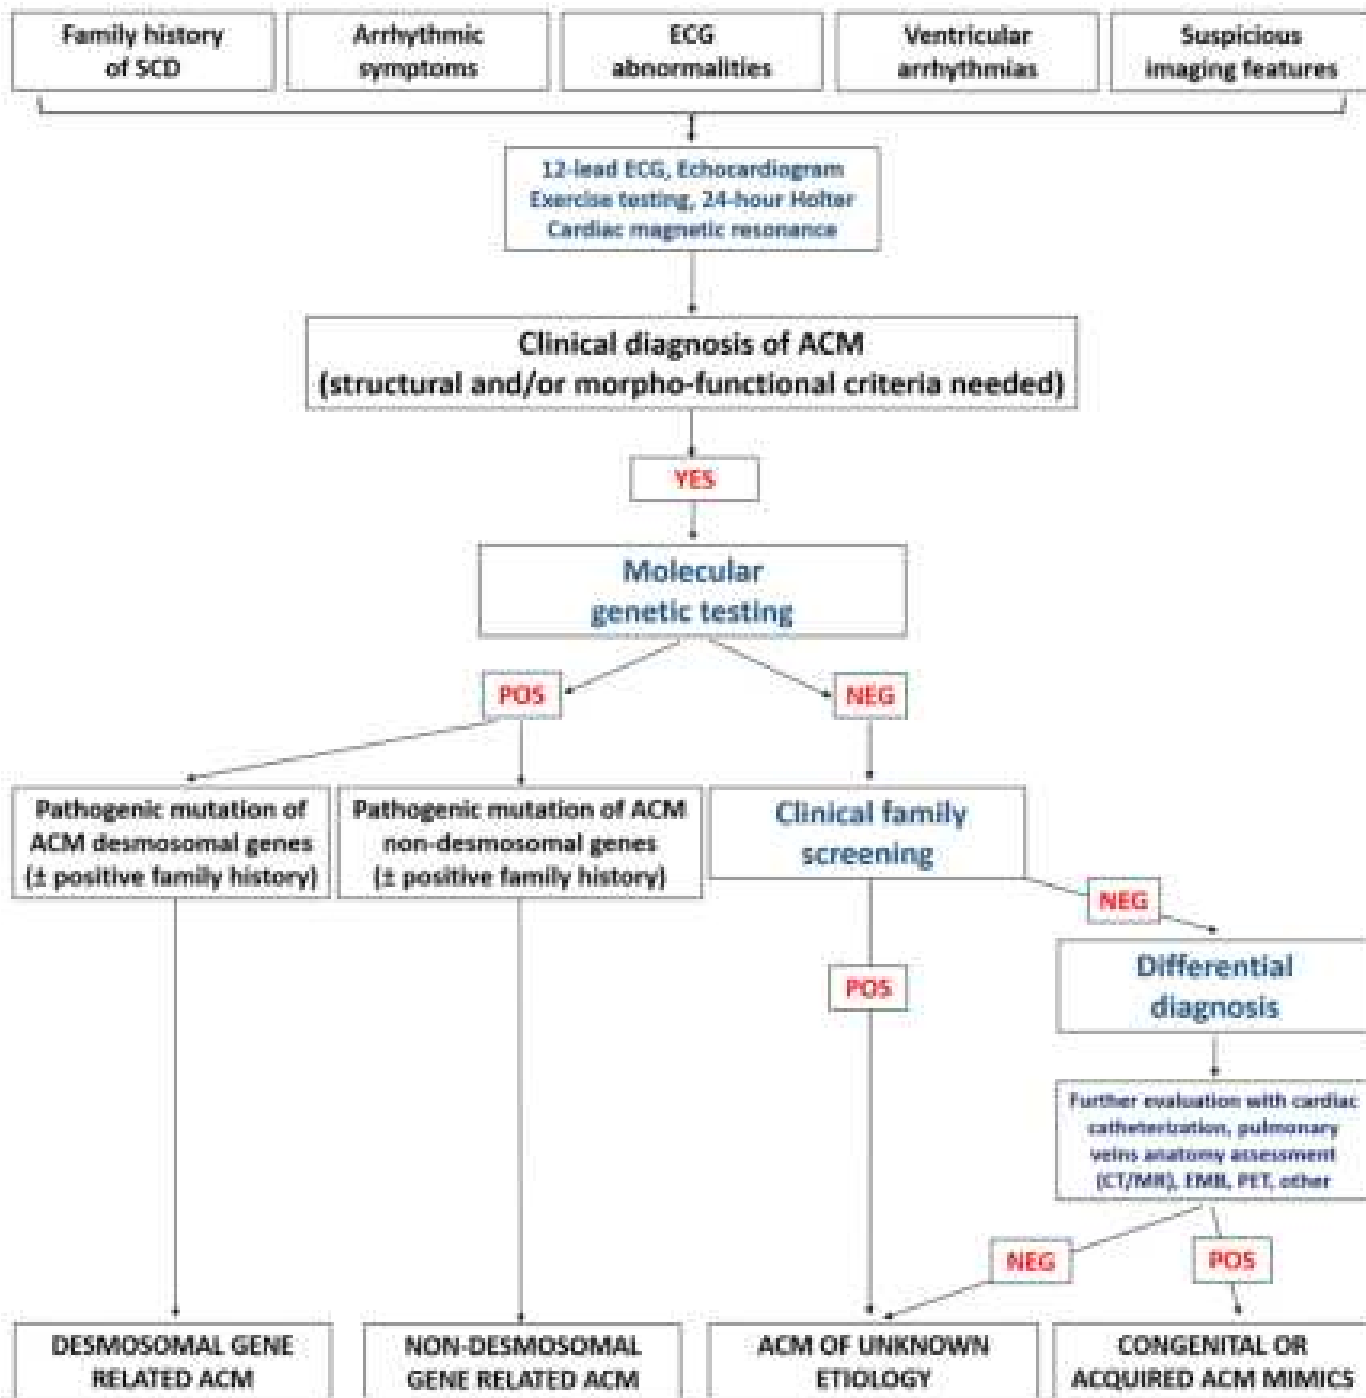 Family history
of SCD
Arrhythmic
symptoms
ECG
abnormalities
Ventricular
arrhythmias
Suspicious
imaging features
12-lead ECG, Echocardiogram
Exercise testing, 24-hour Holter
Cardiac magnetic resonance
Clinical diagnosis of ACM
(structural and/or morpho-functional criteria needed)
YES
Molecular
genetic testing
POS
NEG
Pathogenic mutation of
ACM desmosomal genes
(± positive family history)
Pathogenic mutation of ACM
non-desmosomal genes
(± positive family history)
Clinical family
screening
NEG
POS
Differential
diagnosis
Further evaluation with cardiac
catheterization, pulmonary
veins anatomy assessment
(CT/MR), EMB, PET, other
NEG
POS
DESMOSOMAL GENE
RELATED ACM
NON-DESMOSOMAL
GENE RELATED ACM
ACM OF UNKNOWN
ETIOLOGY
CONGENITAL OR
ACQUIRED ACM MIMICS